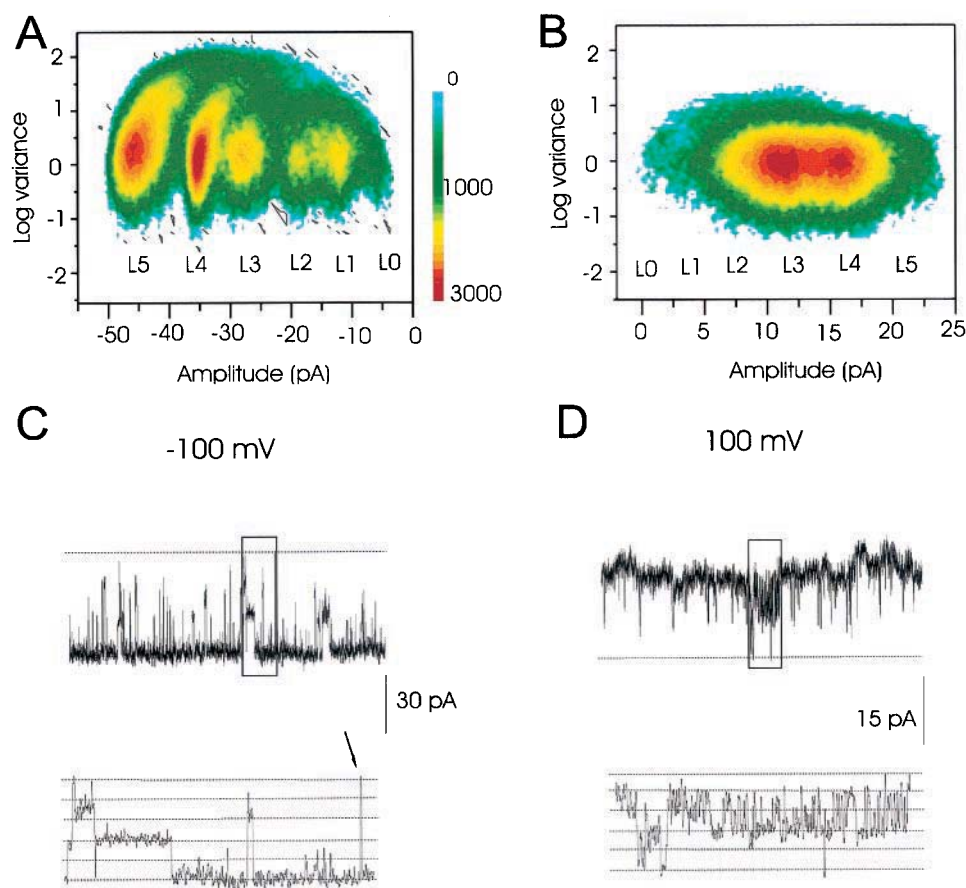 A
B
2
1
0
-1
-2
Log variance
L5 L4 L3 L2 L1 L0
-50 -40 -30 -20 -10 0
Amplitude (pA)
0
1000
3000
2
1
0
-1
-2
Log variance
L0 L1 L2 L3 L4 L5
0 5 10 15 20 25
Amplitude (pA)
C
-100 mV
D
100 mV
30 pA
15 pA